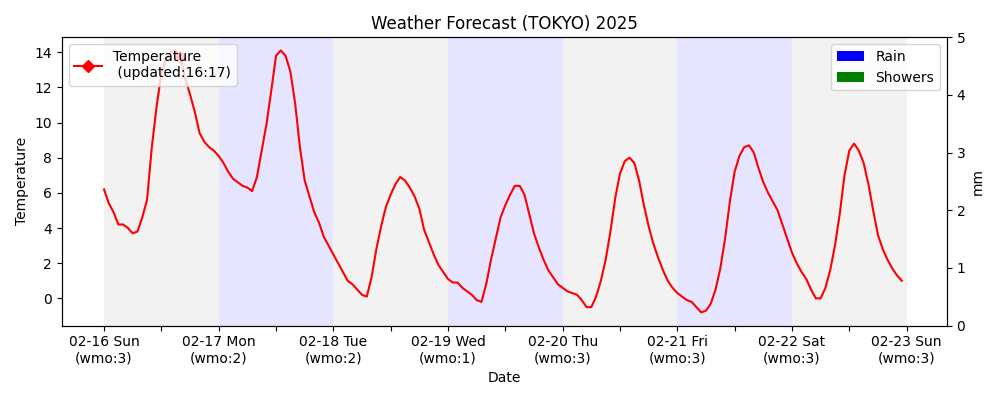 Weather Forecast (TOKYO) 2025
Temperature
(updated:16:17)
Rain
Showers
14
12
10
8
6
4
2
0
Temperature
5
4
3
2
1
0
mm
02-16 Sun
(wmo:3)
02-17 Mon
(wmo:2)
02-18 Tue
(wmo:2)
02-19 Wed
(wmo:1)
02-20 Thu
(wmo:3)
02-21 Fri
(wmo:3)
02-22 Sat
(wmo:3)
02-23 Sun
(wmo:3)
Date